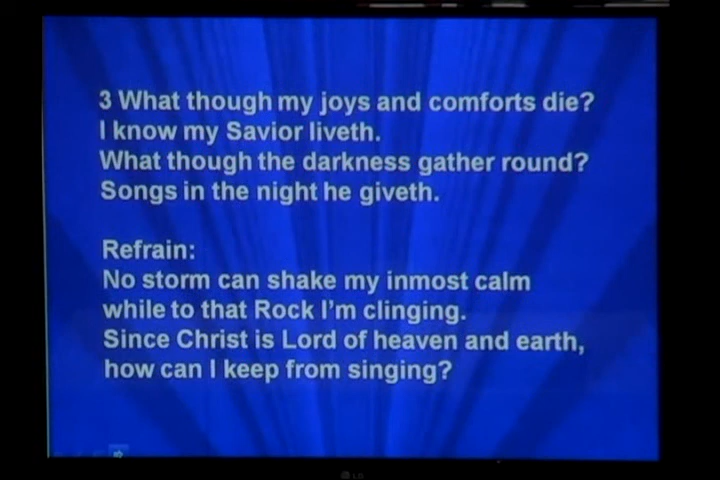 3 What though my joys and comforts die?
I know my Savior liveth.
What though the darkness gather round?
Songs in the night he giveth.
Refrain:
No storm can shake my inmost calm
while to that Rock I'm clinging.
Since Christ is Lord of heaven and earth,
how can I keep from singing?
LG